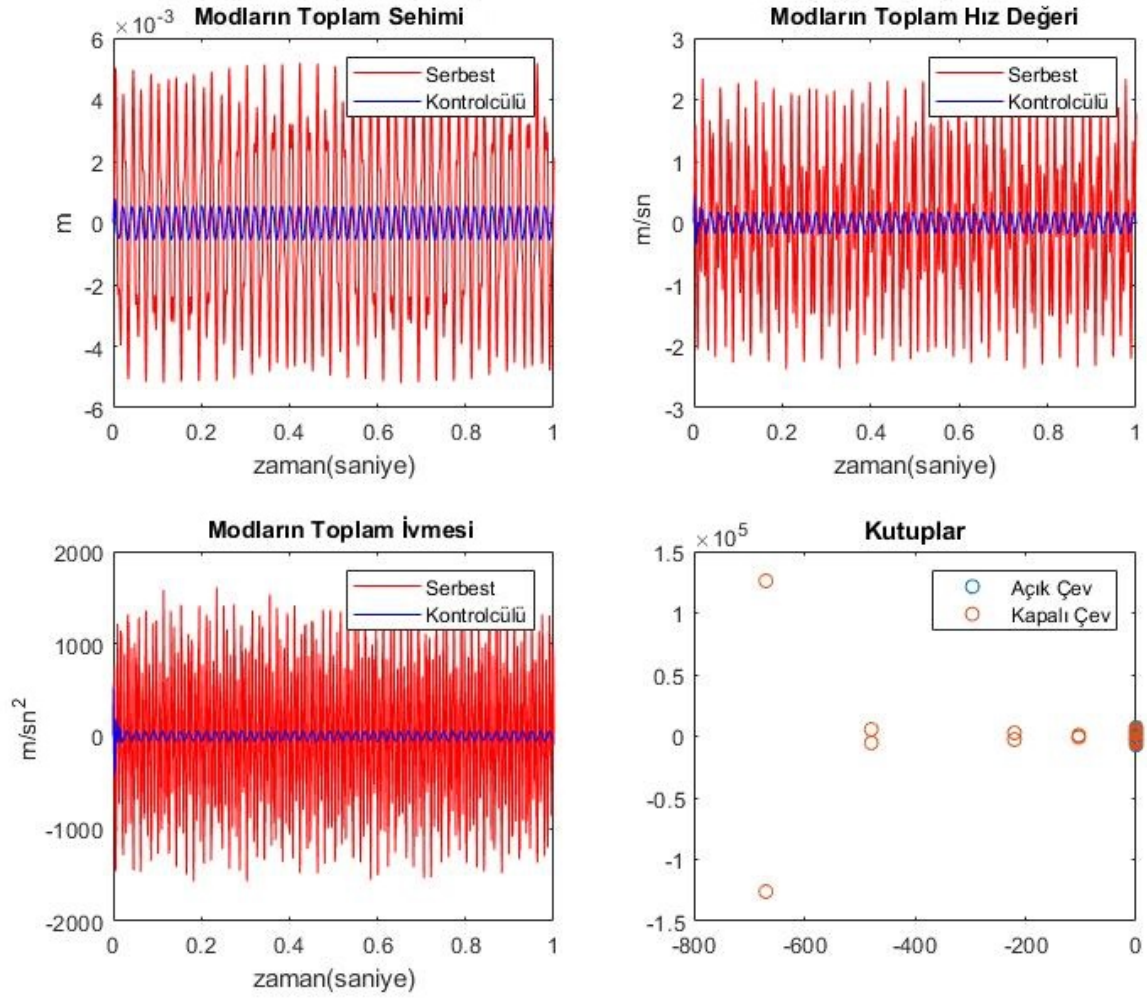 Modların Toplam Sehimi
×10⁻³
6
4
2
0
-2
-4
-6
m
Serbest
Kontrolcülü
0
0.2
0.4
0.6
0.8
1
zaman(saniye)
Modların Toplam Hız Değeri
3
2
1
0
-1
-2
-3
m/sn
Serbest
Kontrolcülü
0
0.2
0.4
0.6
0.8
1
zaman(saniye)
Modların Toplam İvmesi
2000
1000
0
-1000
-2000
m/sn²
Serbest
Kontrolcülü
0
0.2
0.4
0.6
0.8
1
zaman(saniye)
Kutuplar
×10⁵
1.5
1
0.5
0
-0.5
-1
-1.5
Açık Çev
Kapalı Çev
-800
-600
-400
-200
0